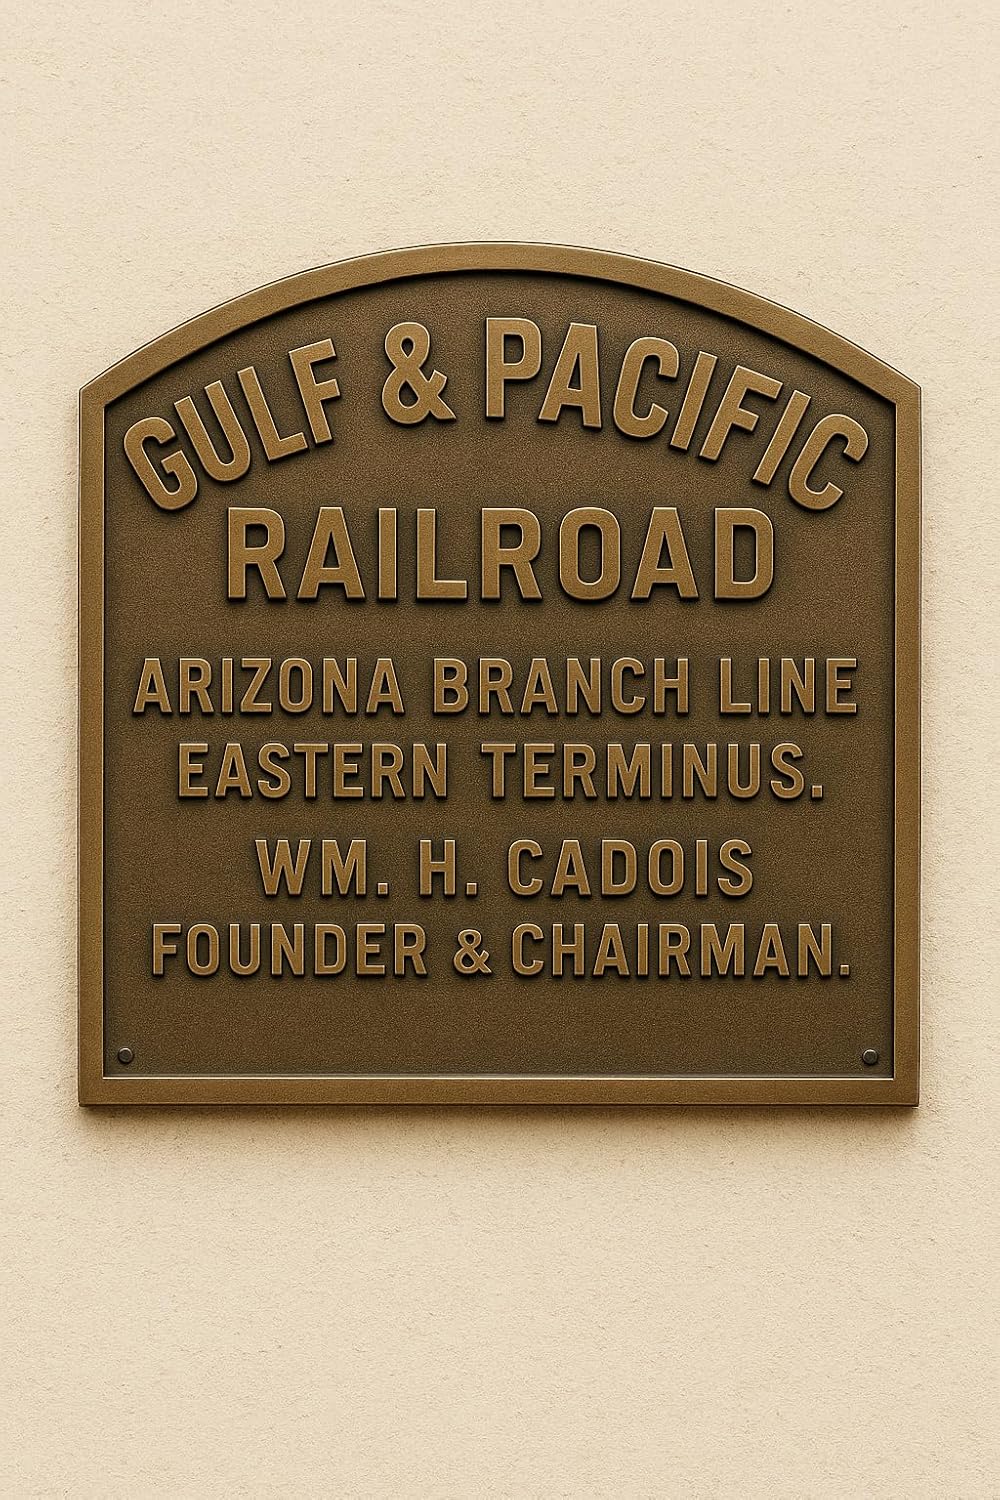 GULF & PACIFIC
RAILROAD
ARIZONA BRANCH LINE
EASTERN TERMINUS.
WM. H. CADOIS
FOUNDER & CHAIRMAN.